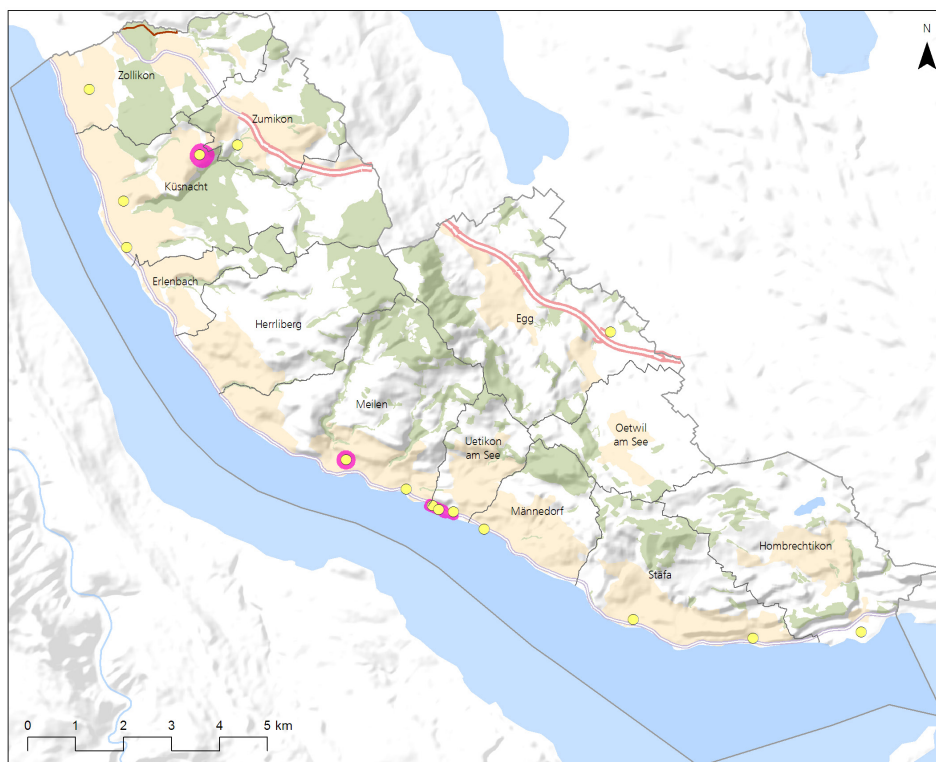 N
Zollikon
Zumikon
Küsnacht
Erlenbach
Herrliberg
Egg
Meilen
Oetwil
am See
Uetikon
am See
Männedorf
Hombrechtikon
Stäfa
0 1 2 3 4 5 km